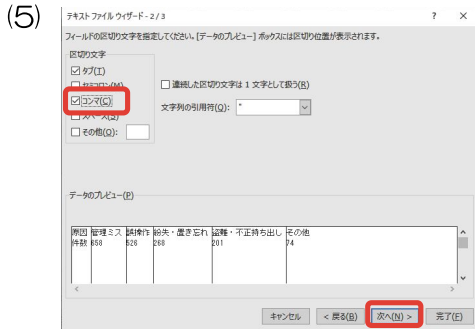 (5)
テキスト ファイル ウィザード - 2 / 3 ? ×
フィールドの区切り文字を指定してください。[データのプレビュー] ボックスには区切り位置が表示されます。
区切り文字
タブ(T)
セミコロン(M) 連続した区切り文字は 1 文字として扱う(R)
コンマ(C) 文字列の引用符(Q): "
スペース(S)
その他(O):
データのプレビュー(P)
原因 管理ミス 誤操作 紛失・置き忘れ 盗難・不正持ち出し その他
件数 658 526 268 201 74
キャンセル < 戻る(B) 次へ(N) > 完了(F)